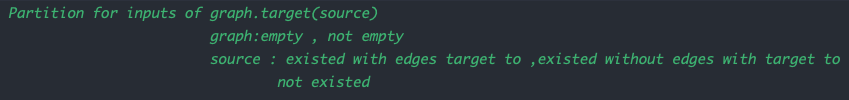 Partition for inputs of graph.target(source)
graph:empty , not empty
source : existed with edges target to ,existed without edges with target to
not existed